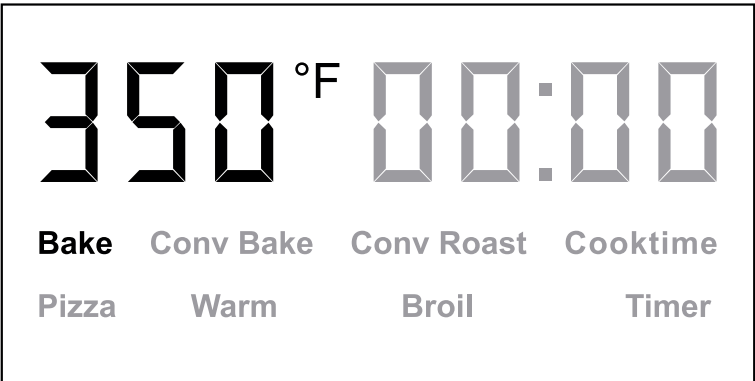 350 °F 00:00
Bake Conv Bake Conv Roast Cooktime
Pizza Warm Broil Timer